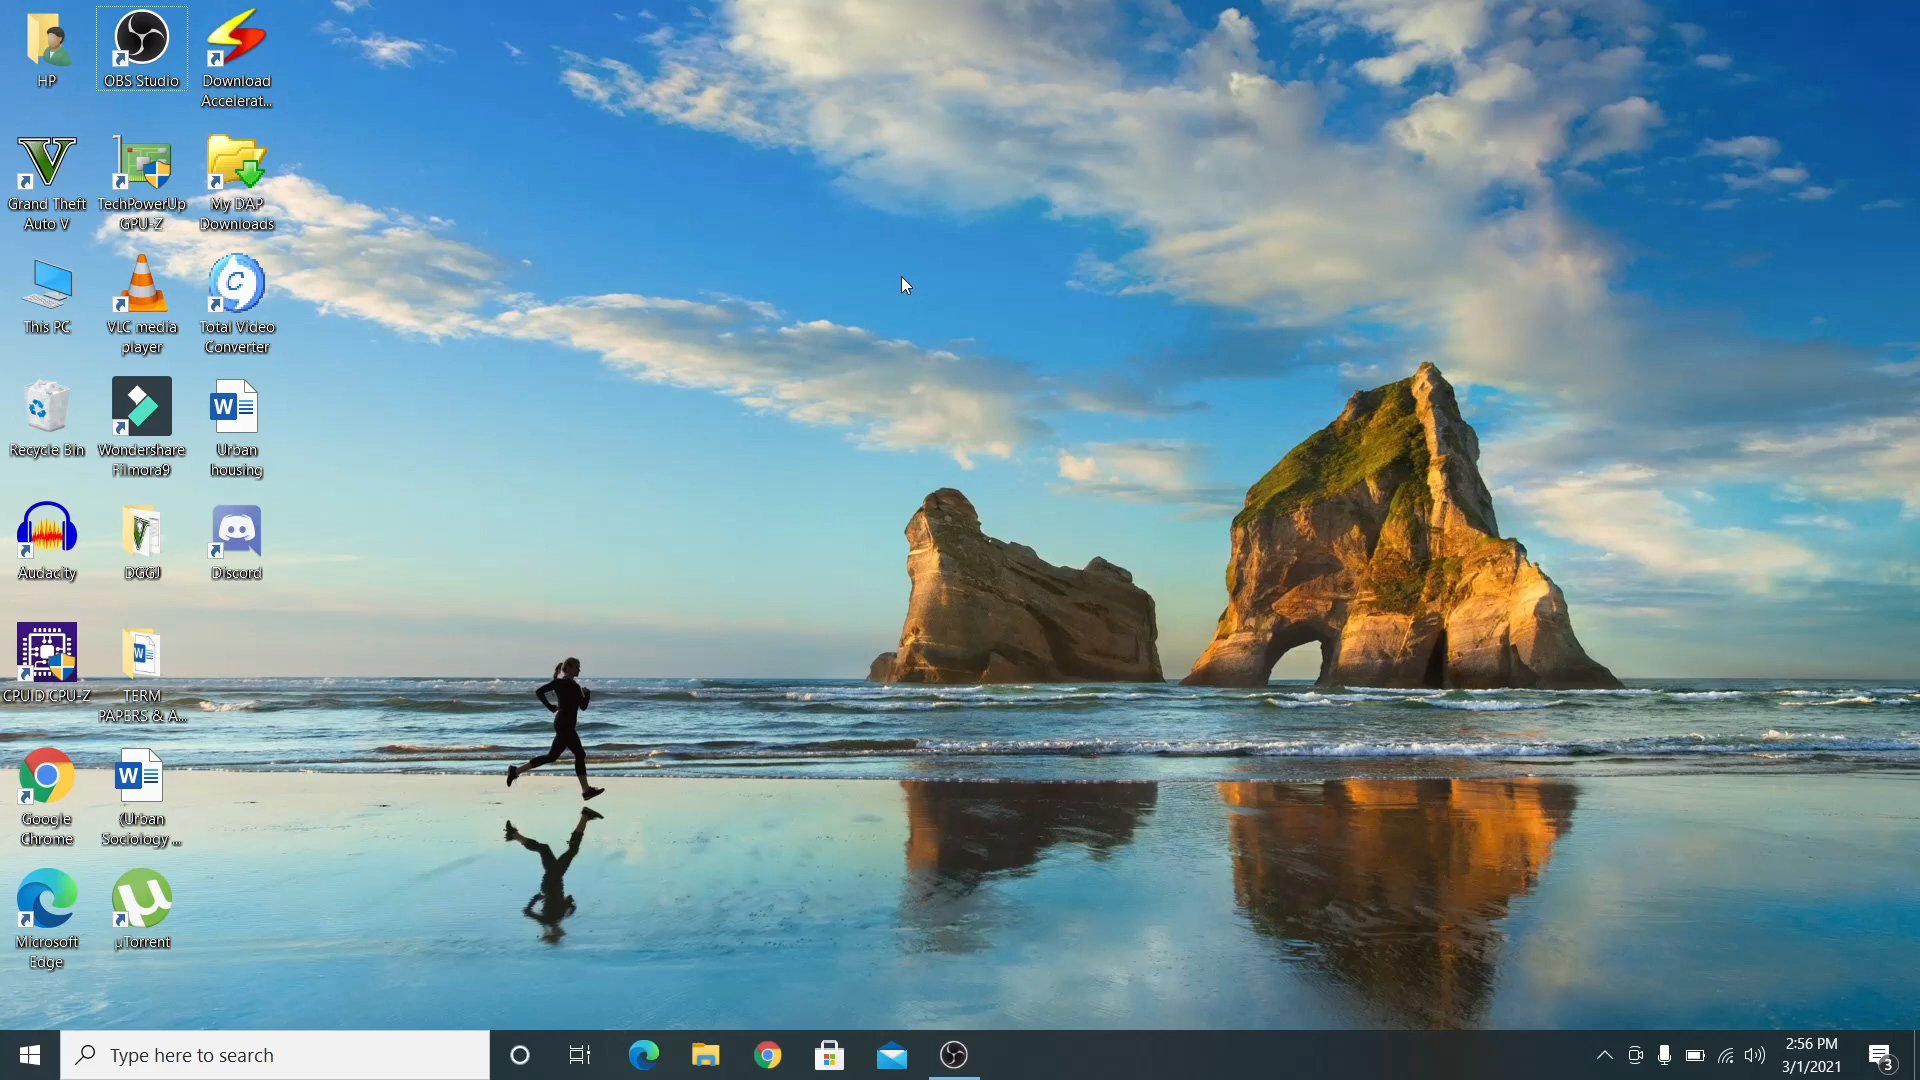 HP
OBS Studio
Download
Accelerat...
Grand Theft
Auto V
TechPowerUp
GPU-Z
My DAP
Downloads
This PC
VLC media
player
Total Video
Converter
Recycle Bin
Wondershare
Filmora9
Urban
housing
Audacity
DGGJ
Discord
CPUID CPU-Z
TERM
PAPERS & A...
Google
Chrome
(Urban
Sociology ...
Microsoft
Edge
µTorrent
Type here to search
2:56 PM
3/1/2021
3